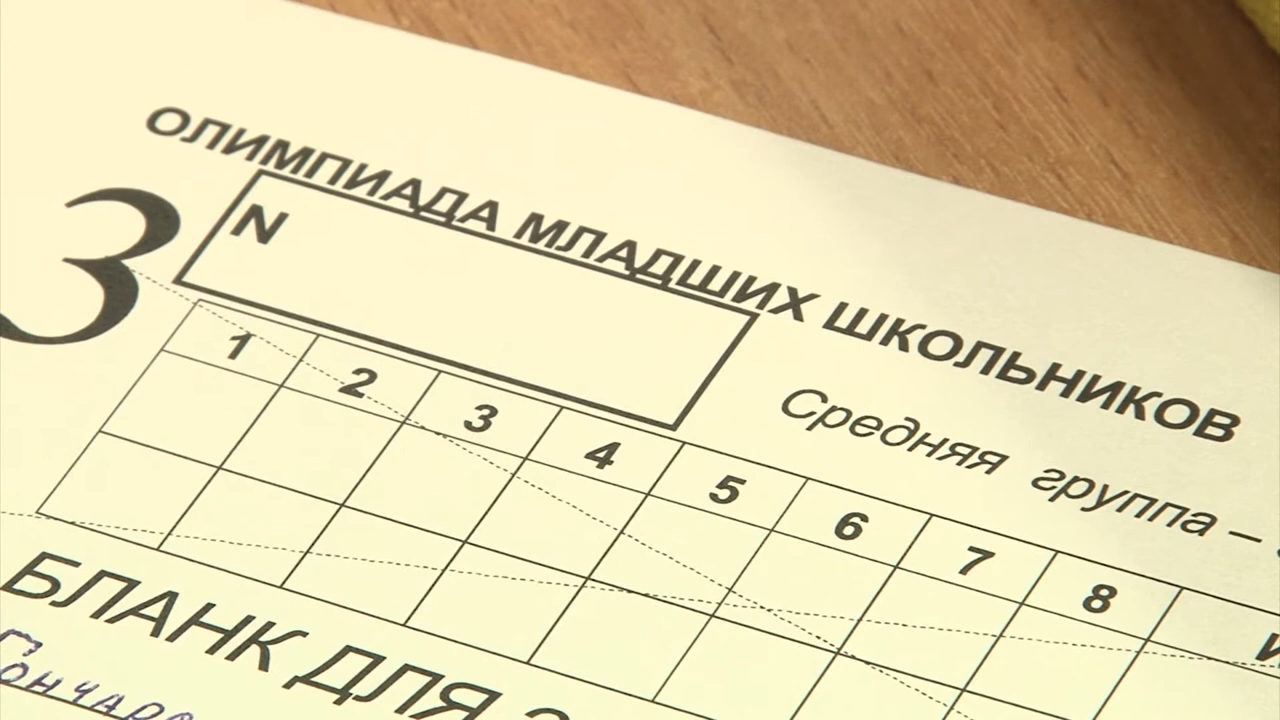 ОЛИМПИАДА МЛАДШИХ ШКОЛЬНИКОВ
3
N
Средняя группа –
1 2 3 4 5 6 7 8
БЛАНК ДЛЯ